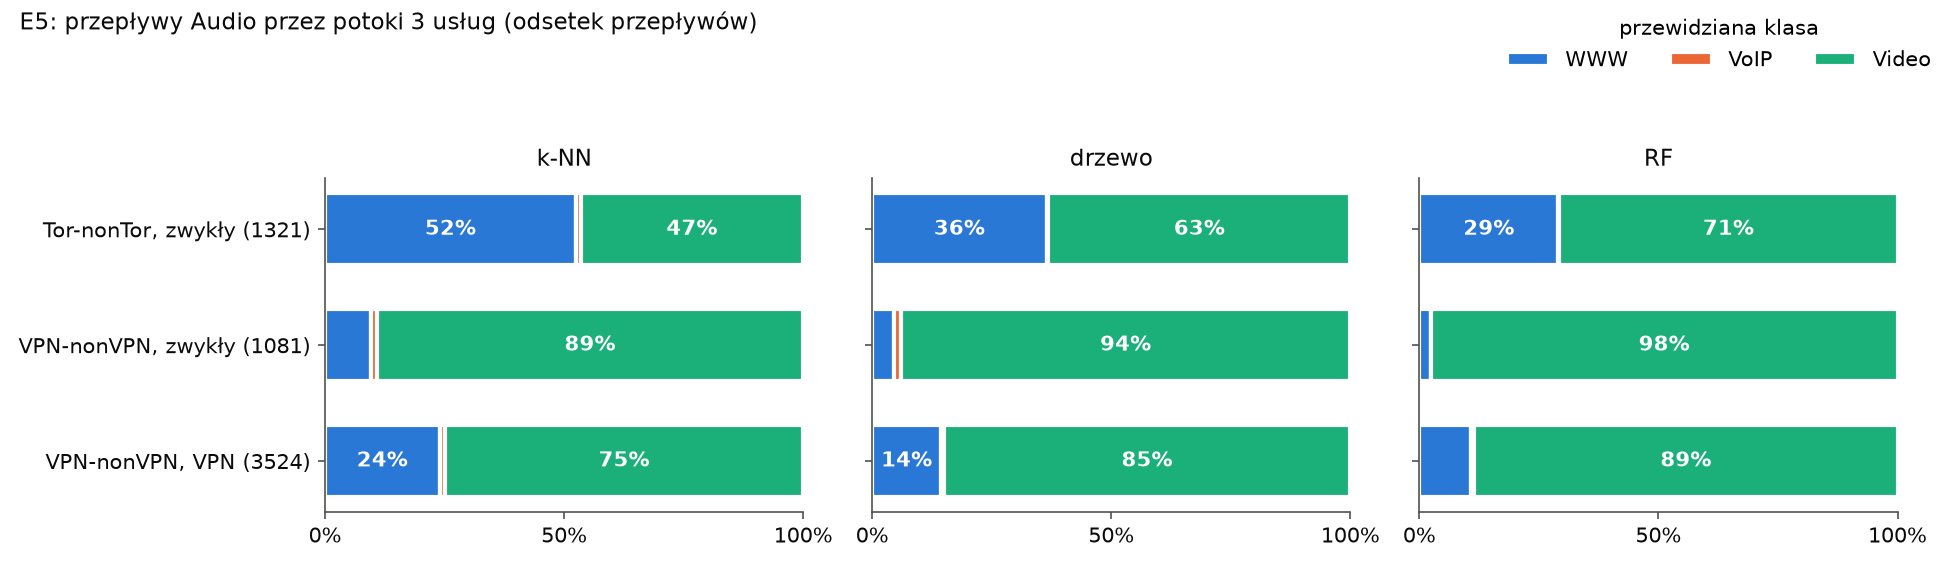 E5: przepływy Audio przez potoki 3 usług (odsetek przepływów)
przewidziana klasa
WWW VoIP Video
k-NN drzewo RF
Tor-nonTor, zwykły (1321) 52% 47% 36% 63% 29% 71%
VPN-nonVPN, zwykły (1081) 89% 94% 98%
VPN-nonVPN, VPN (3524) 24% 75% 14% 85% 89%
0% 50% 100% 0% 50% 100% 0% 50% 100%